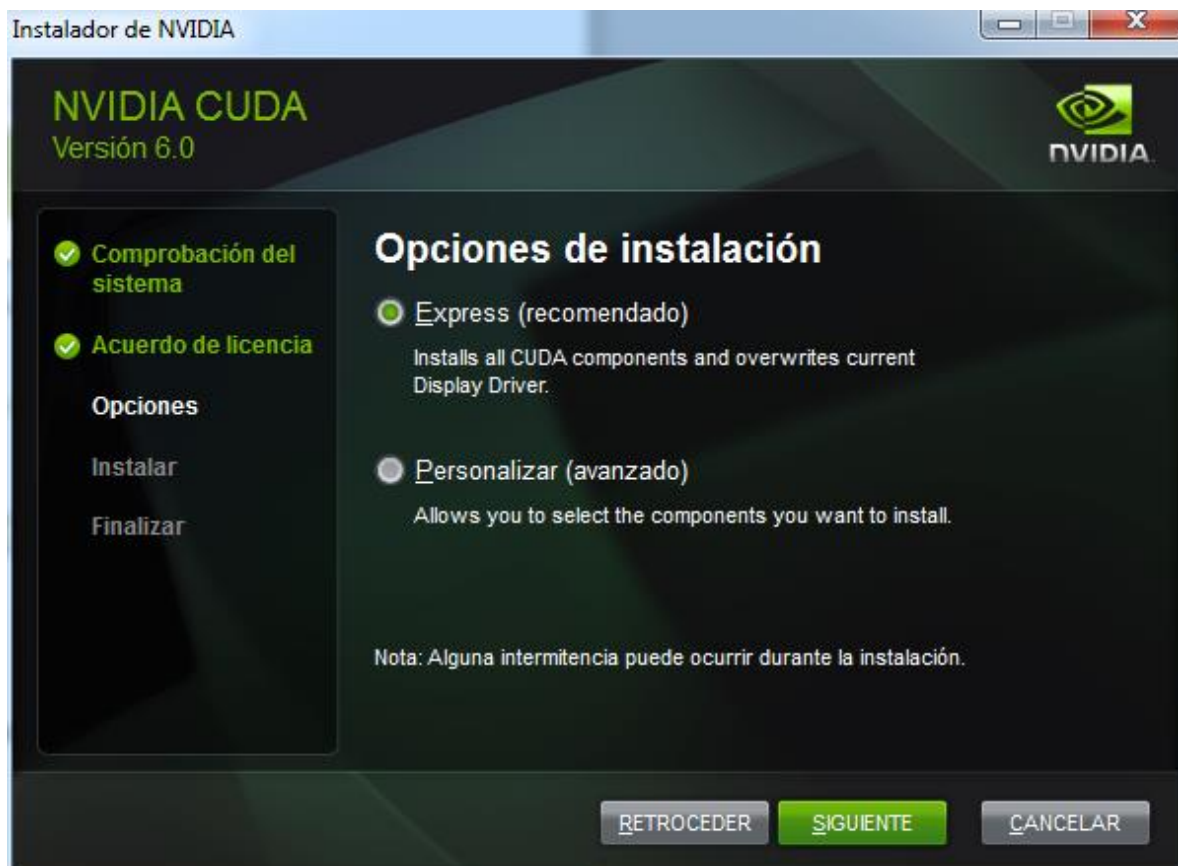 Instalador de NVIDIA
NVIDIA CUDA
Versión 6.0
NVIDIA.
Comprobación del
sistema
Acuerdo de licencia
Opciones
Instalar
Finalizar
Opciones de instalación
Express (recomendado)
Installs all CUDA components and overwrites current
Display Driver.
Personalizar (avanzado)
Allows you to select the components you want to install.
Nota: Alguna intermitencia puede ocurrir durante la instalación.
RETROCEDER
SIGUIENTE
CANCELAR